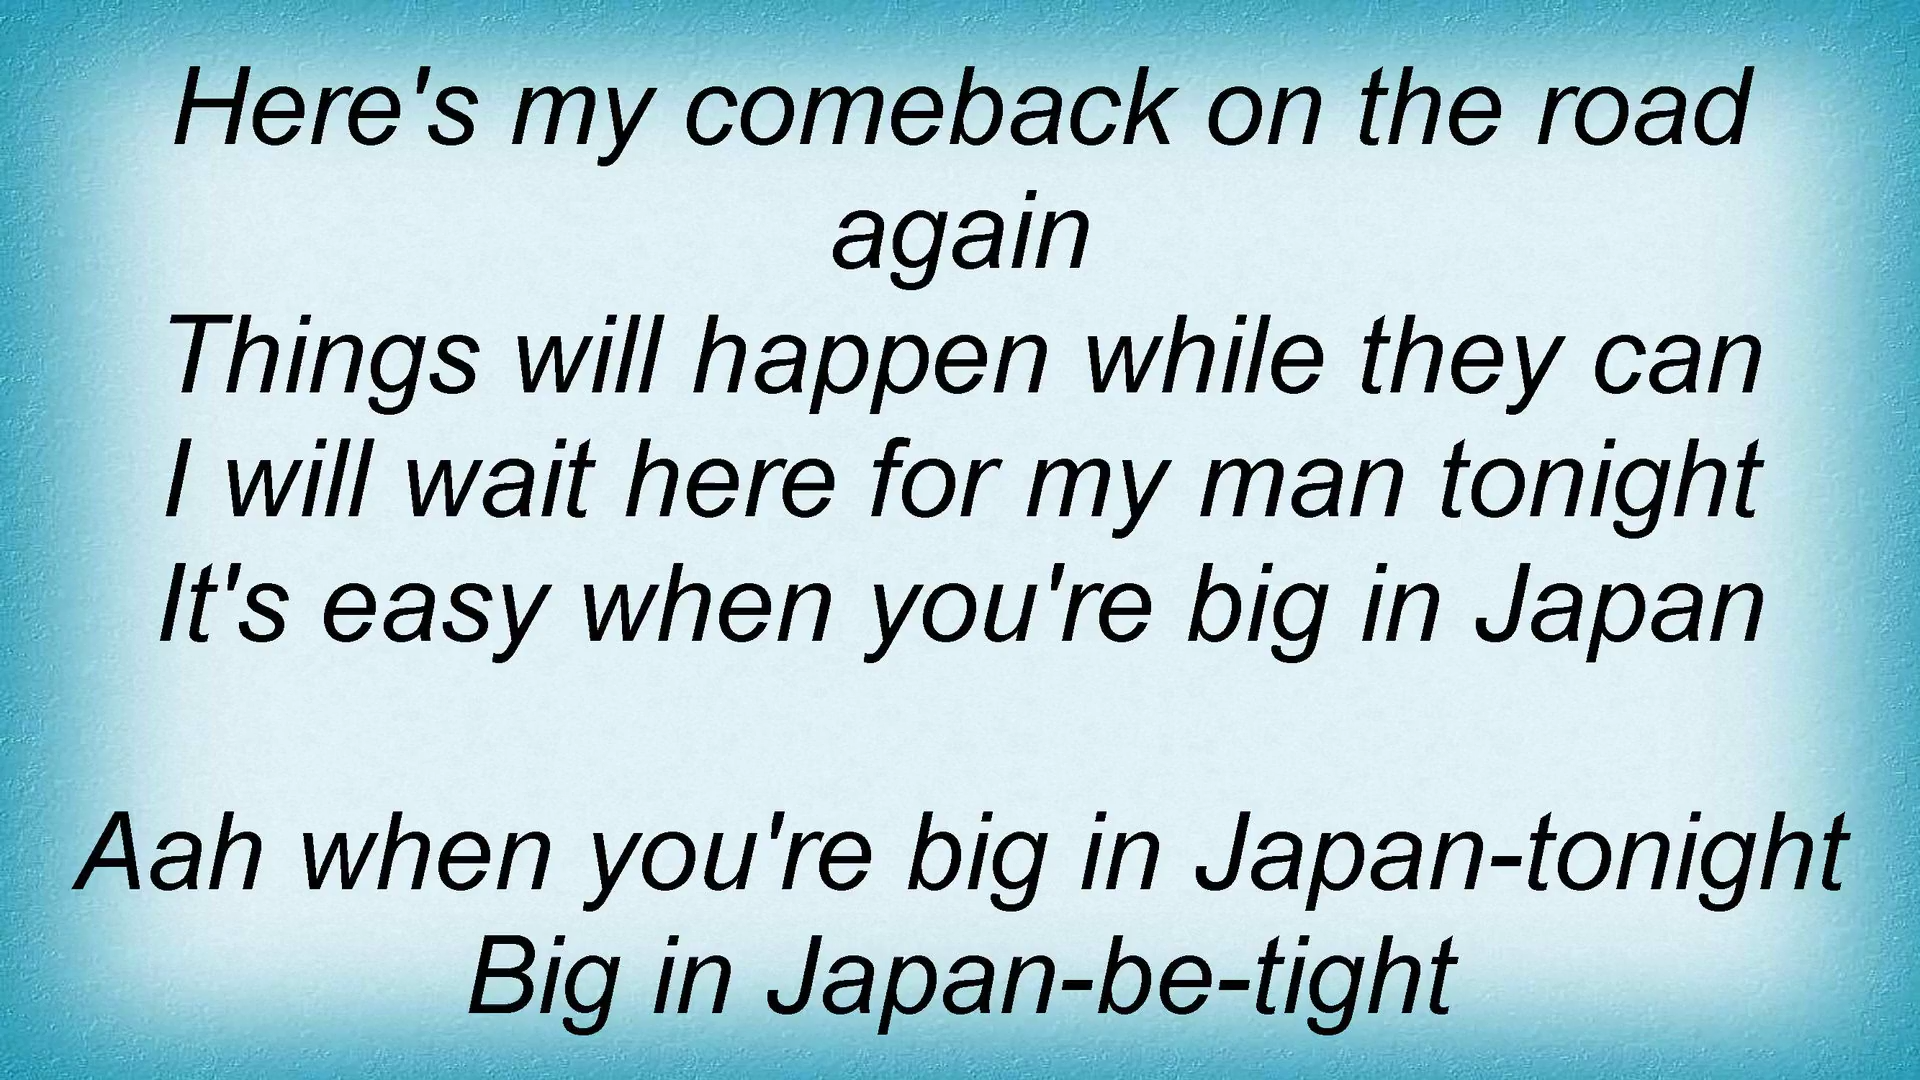 Here's my comeback on the road
again
Things will happen while they can
I will wait here for my man tonight
It's easy when you're big in Japan
Aah when you're big in Japan-tonight
Big in Japan-be-tight